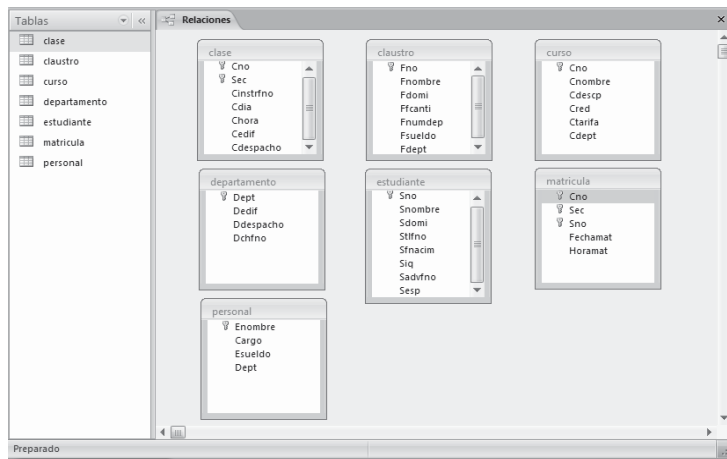 Tablas
clase
claustro
curso
departamento
estudiante
matricula
personal
Relaciones
clase
Cno
Sec
Cinstrfno
Cdia
Chora
Cedif
Cdespacho
claustro
Fno
Fnombre
Fdomi
Ffcanti
Fnumdep
Fsueldo
Fdept
curso
Cno
Cnombre
Cdescp
Cred
Ctarifa
Cdept
departamento
Dept
Dedif
Ddespacho
Dchfno
estudiante
Sno
Snombre
Sdomi
Stlfno
Sfnacim
Siq
Sadvfno
Sesp
matricula
Cno
Sec
Sno
Fechamat
Horamat
personal
Enombre
Cargo
Esueldo
Dept
Preparado